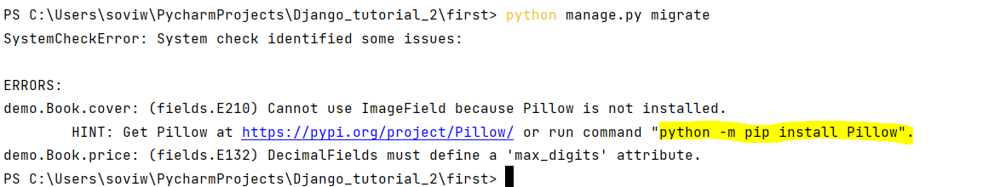 PS C:\Users\soviw\PycharmProjects\Django_tutorial_2\first> python manage.py migrate
SystemCheckError: System check identified some issues:
ERRORS:
demo.Book.cover: (fields.E210) Cannot use ImageField because Pillow is not installed.
HINT: Get Pillow at https://pypi.org/project/Pillow/ or run command "python -m pip install Pillow".
demo.Book.price: (fields.E132) DecimalFields must define a 'max_digits' attribute.
PS C:\Users\soviw\PycharmProjects\Django_tutorial_2\first>